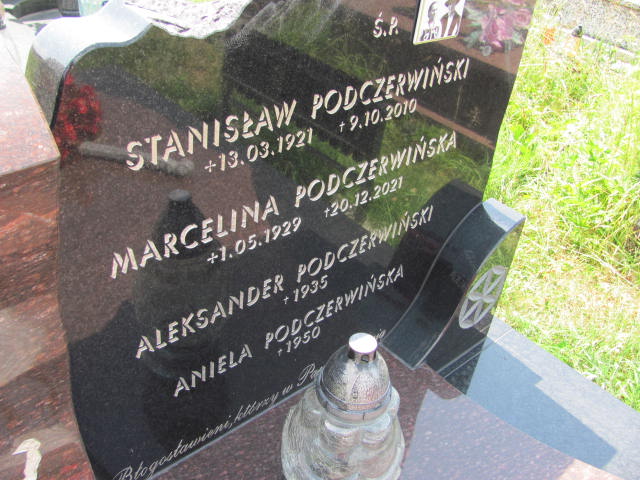 Ś.P.
STANISŁAW PODCZERWIŃSKI
+13.03.1921 +9.10.2010
MARCELINA PODCZERWIŃSKA
+1.05.1929 +20.12.2021
ALEKSANDER PODCZERWIŃSKI
+1935
ANIELA PODCZERWIŃSKA
+1950
Błogosławieni, którzy w